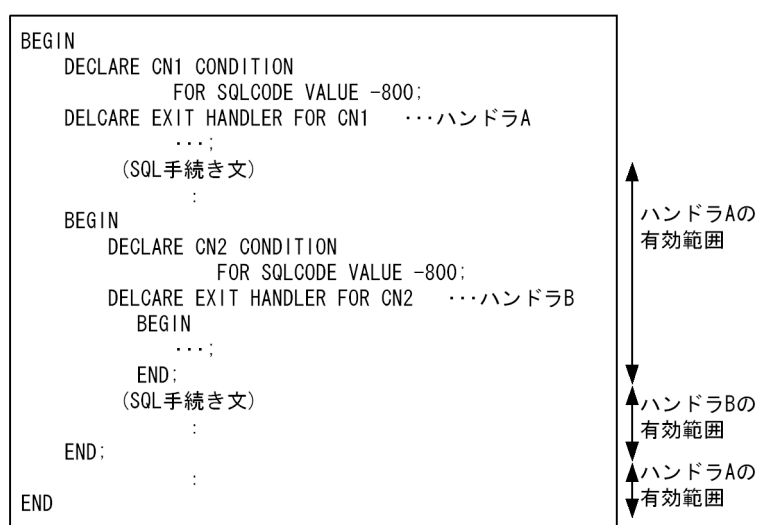 BEGIN
DECLARE CN1 CONDITION
FOR SQLCODE VALUE -800;
DELCARE EXIT HANDLER FOR CN1 ···ハンドラA
···;
(SQL手続き文)
:
BEGIN
DECLARE CN2 CONDITION
FOR SQLCODE VALUE -800;
DELCARE EXIT HANDLER FOR CN2 ···ハンドラB
BEGIN
···;
END;
(SQL手続き文)
:
END;
:
END
ハンドラAの
有効範囲
ハンドラBの
有効範囲
ハンドラAの
有効範囲